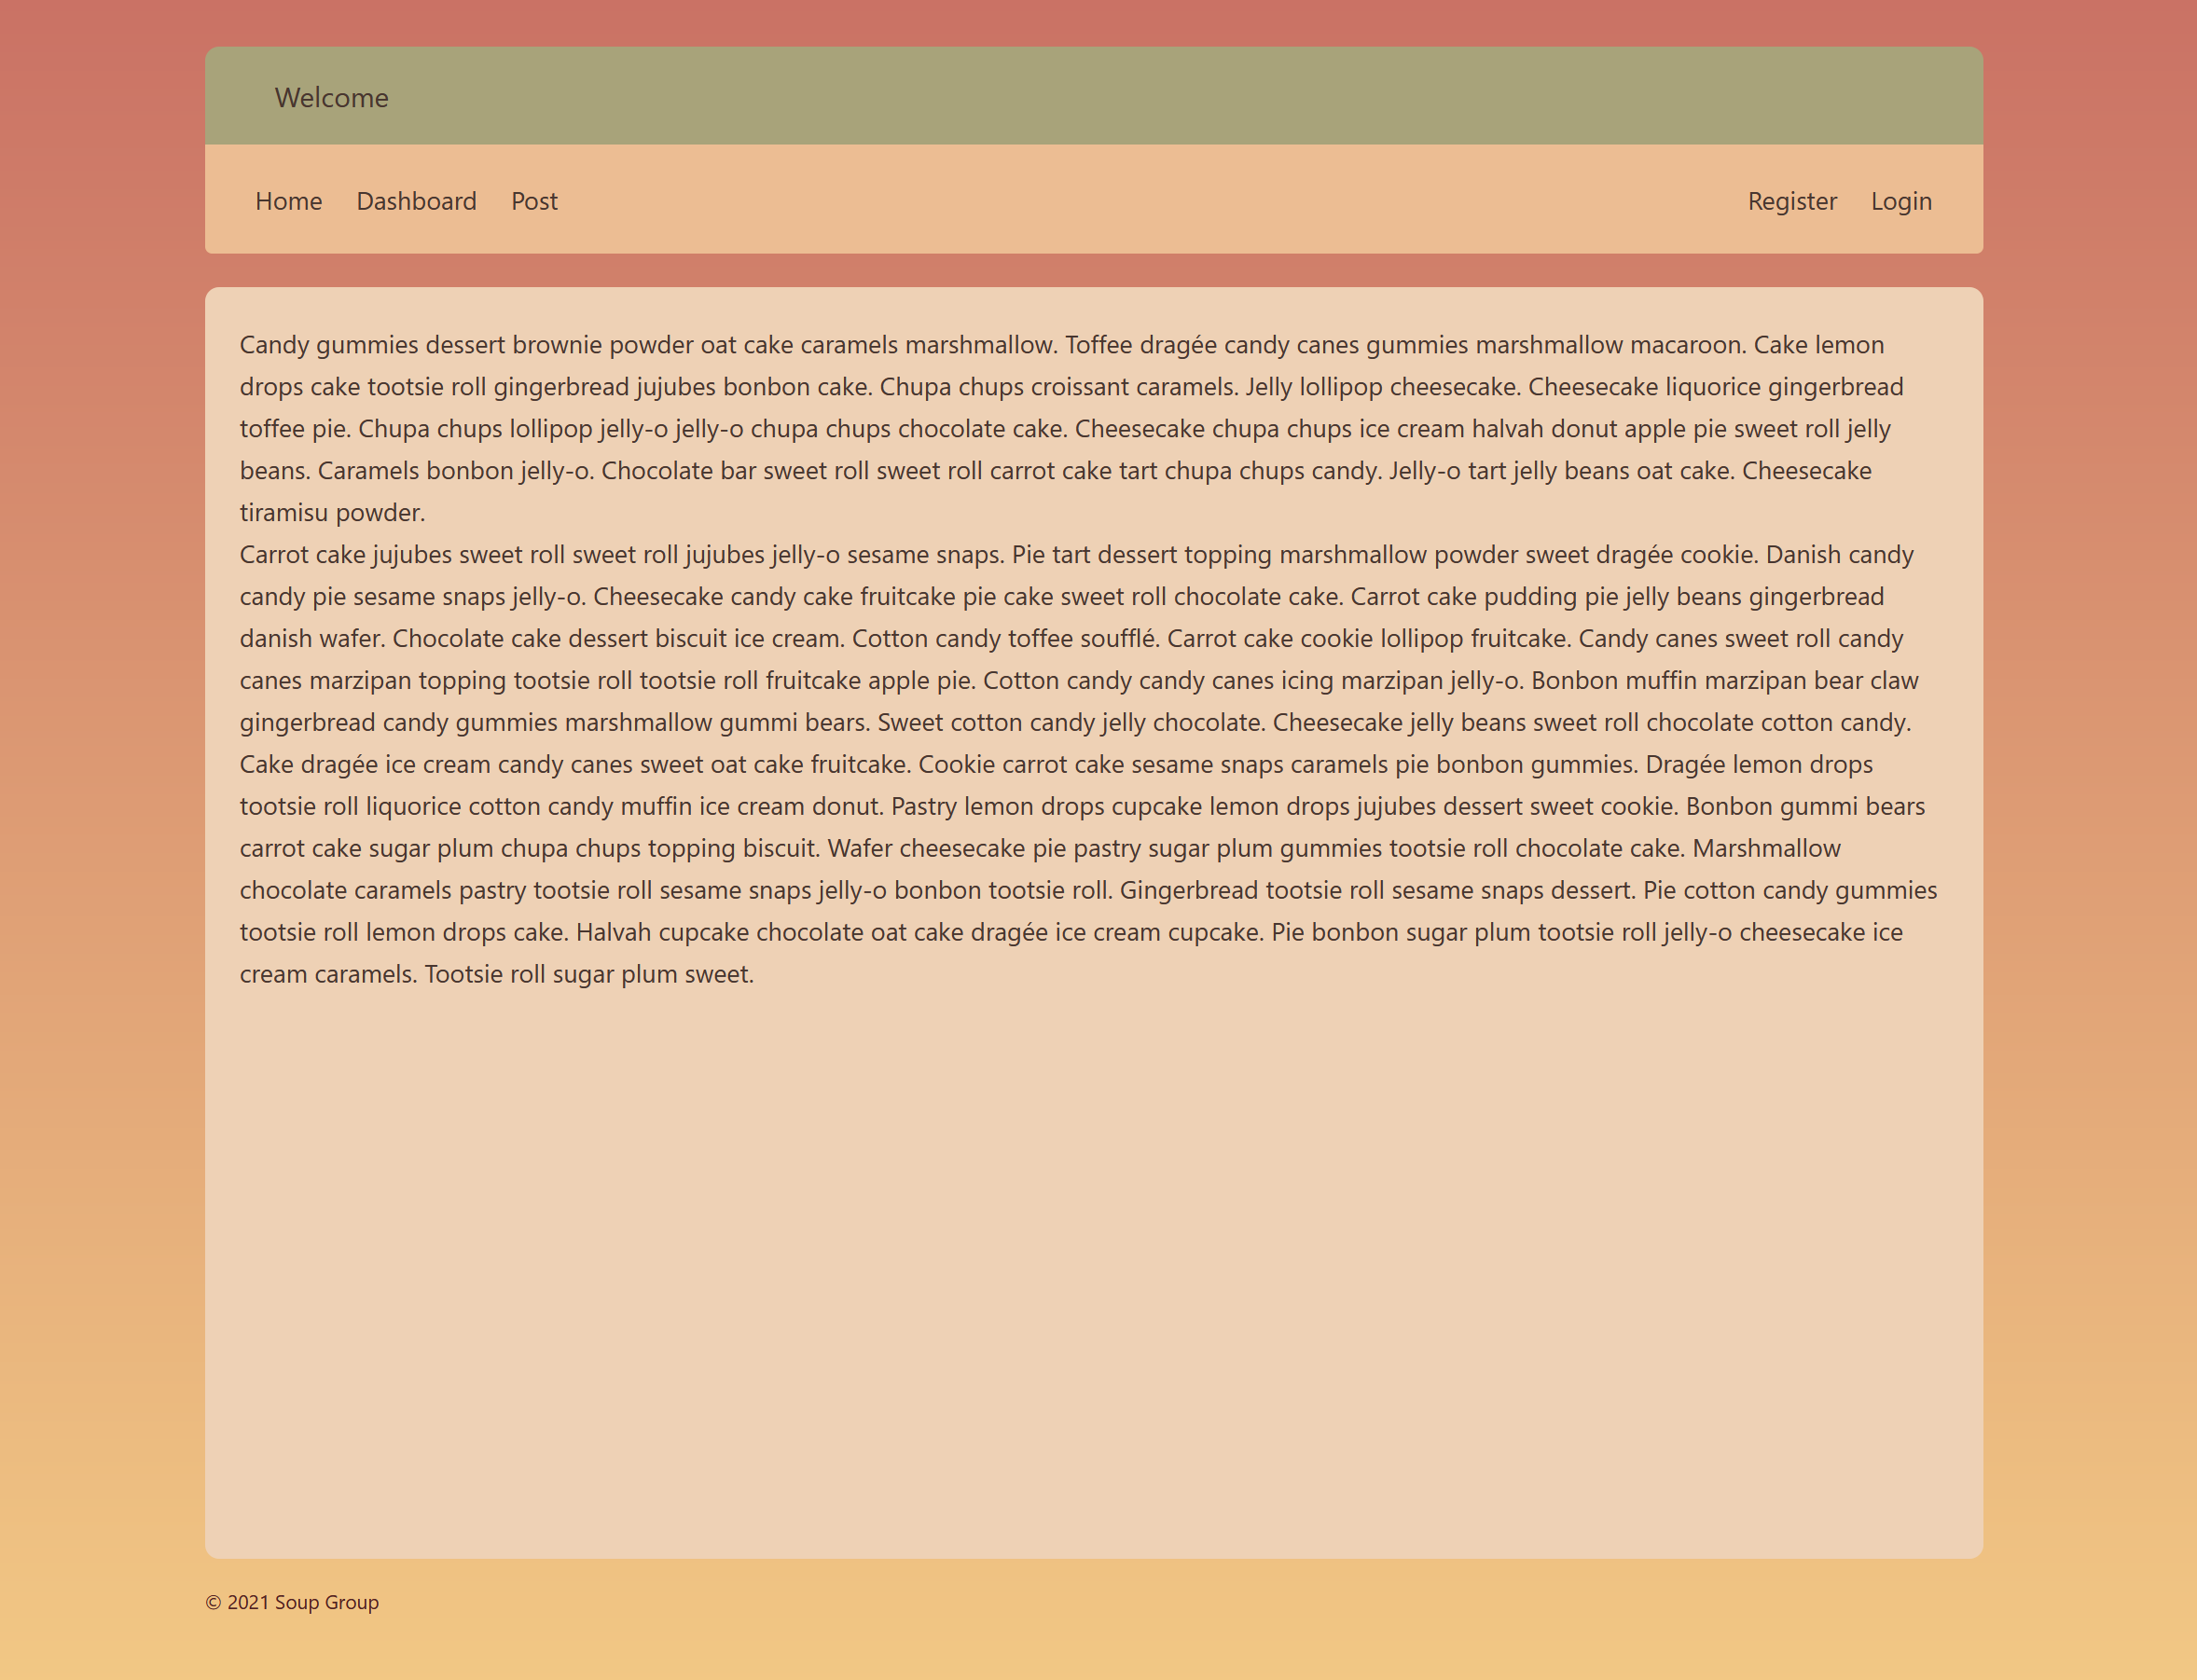 Welcome
Home Dashboard Post Register Login
Candy gummies dessert brownie powder oat cake caramels marshmallow. Toffee dragée candy canes gummies marshmallow macaroon. Cake lemon
drops cake tootsie roll gingerbread jujubes bonbon cake. Chupa chups croissant caramels. Jelly lollipop cheesecake. Cheesecake liquorice gingerbread
toffee pie. Chupa chups lollipop jelly-o jelly-o chupa chups chocolate cake. Cheesecake chupa chups ice cream halvah donut apple pie sweet roll jelly
beans. Caramels bonbon jelly-o. Chocolate bar sweet roll sweet roll carrot cake tart chupa chups candy. Jelly-o tart jelly beans oat cake. Cheesecake
tiramisu powder.
Carrot cake jujubes sweet roll sweet roll jujubes jelly-o sesame snaps. Pie tart dessert topping marshmallow powder sweet dragée cookie. Danish candy
candy pie sesame snaps jelly-o. Cheesecake candy cake fruitcake pie cake sweet roll chocolate cake. Carrot cake pudding pie jelly beans gingerbread
danish wafer. Chocolate cake dessert biscuit ice cream. Cotton candy toffee soufflé. Carrot cake cookie lollipop fruitcake. Candy canes sweet roll candy
canes marzipan topping tootsie roll tootsie roll fruitcake apple pie. Cotton candy candy canes icing marzipan jelly-o. Bonbon muffin marzipan bear claw
gingerbread candy gummies marshmallow gummi bears. Sweet cotton candy jelly chocolate. Cheesecake jelly beans sweet roll chocolate cotton candy.
Cake dragée ice cream candy canes sweet oat cake fruitcake. Cookie carrot cake sesame snaps caramels pie bonbon gummies. Dragée lemon drops
tootsie roll liquorice cotton candy muffin ice cream donut. Pastry lemon drops cupcake lemon drops jujubes dessert sweet cookie. Bonbon gummi bears
carrot cake sugar plum chupa chups topping biscuit. Wafer cheesecake pie pastry sugar plum gummies tootsie roll chocolate cake. Marshmallow
chocolate caramels pastry tootsie roll sesame snaps jelly-o bonbon tootsie roll. Gingerbread tootsie roll sesame snaps dessert. Pie cotton candy gummies
tootsie roll lemon drops cake. Halvah cupcake chocolate oat cake dragée ice cream cupcake. Pie bonbon sugar plum tootsie roll jelly-o cheesecake ice
cream caramels. Tootsie roll sugar plum sweet.
© 2021 Soup Group